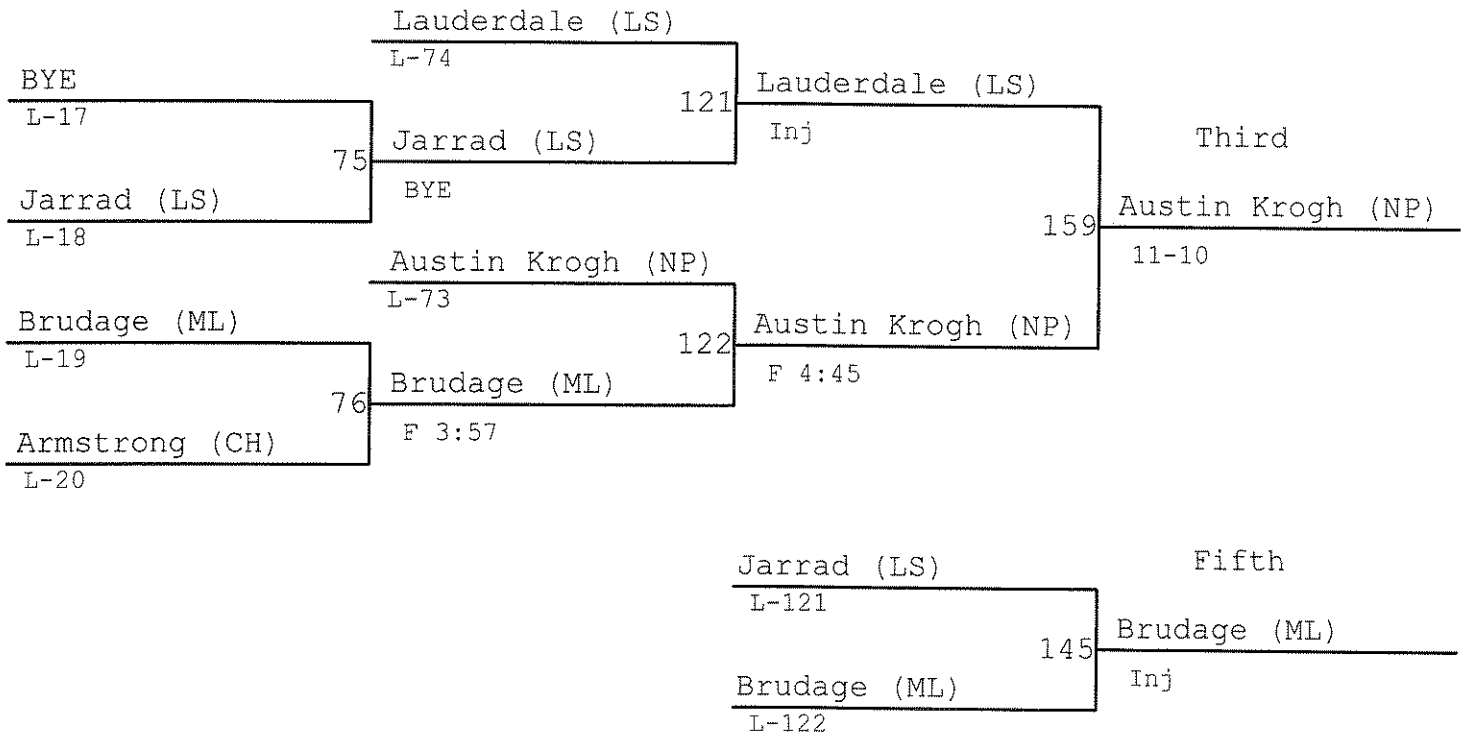 Lauderdale (LS)
L-74
BYE
L-17
121
Lauderdale (LS)
Inj
75
Jarrad (LS)
BYE
Third
Jarrad (LS)
L-18
159
Austin Krogh (NP)
11-10
Austin Krogh (NP)
L-73
Brudage (ML)
L-19
122
Austin Krogh (NP)
F 4:45
76
Brudage (ML)
F 3:57
Armstrong (CH)
L-20
Jarrad (LS)
L-121
Fifth
145
Brudage (ML)
Inj
Brudage (ML)
L-122